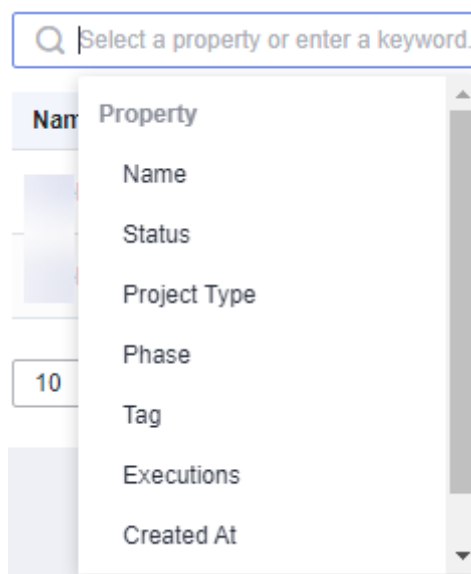 Select a property or enter a keyword.
Nam
Property
Name
Status
Project Type
Phase
Tag
Executions
Created At
10